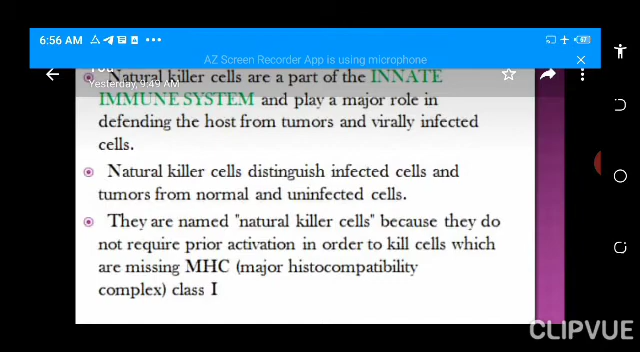 6:56 AM
AZ Screen Recorder App is using microphone
Yesterday, 9:49 AM
Natural killer cells are a part of the INNATE
IMMUNE SYSTEM and play a major role in
defending the host from tumors and virally infected
cells.
Natural killer cells distinguish infected cells and
tumors from normal and uninfected cells.
They are named "natural killer cells" because they do
not require prior activation in order to kill cells which
are missing MHC (major histocompatibility
complex) class I
CLIPVUE